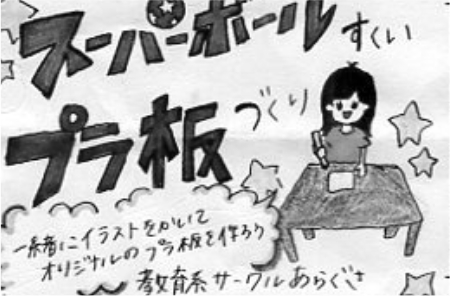 スーパーボールすくい
プラ板づくり
一緒にイラストをかいて
オリジナルのプラ板を作ろう
教育系サークルあらぐさ